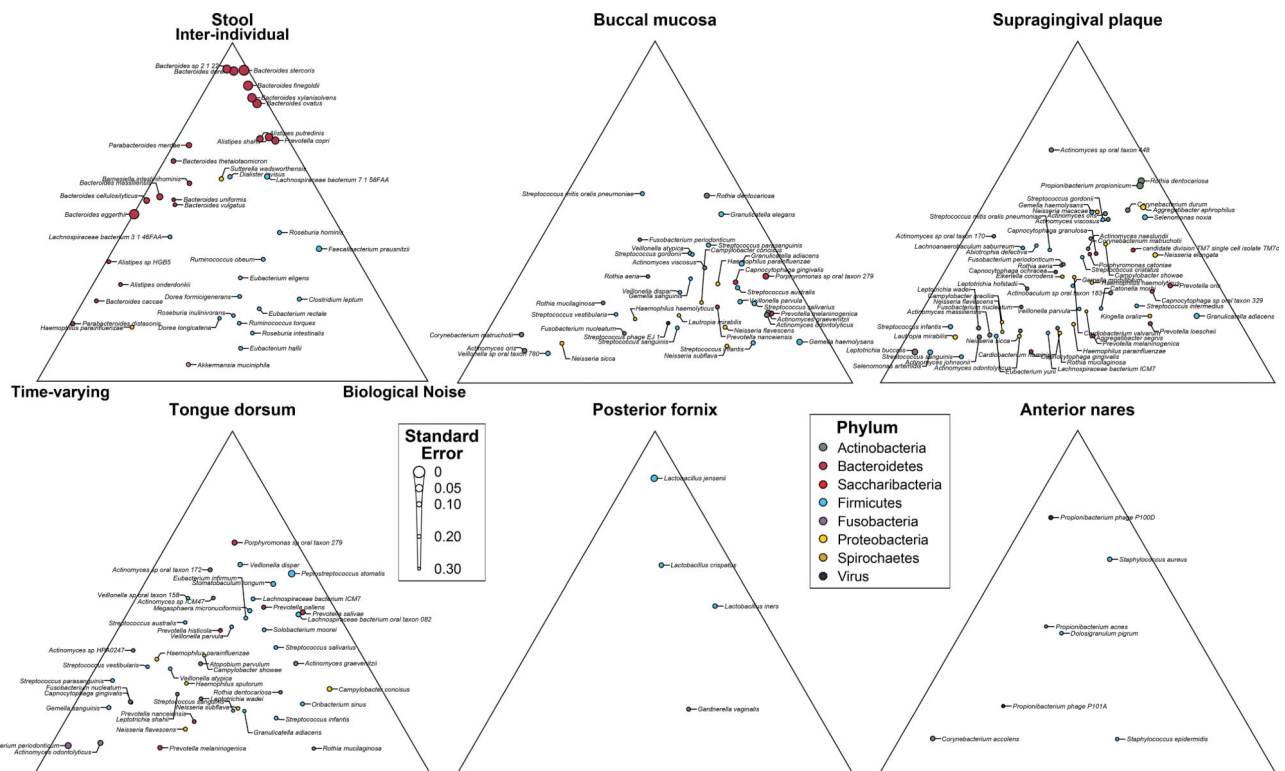 Stool
Inter-individual
Bacteroides sp 2 1 22
Bacteroides stercoris
Bacteroides finegoldii
Bacteroides xylanisolvens
Bacteroides ovatus
Alistipes putredinis
Alistipes shahii
Prevotella copri
Parabacteroides merdae
Bacteroides thetaiotaomicron
Sutterella wadsworthensis
Dialister invisus
Lachnospiraceae bacterium 7 1 58FAA
Barnesiella intestinihominis
Bacteroides massiliensis
Bacteroides cellulosilyticus
Bacteroides uniformis
Bacteroides vulgatus
Bacteroides eggerthii
Lachnospiraceae bacterium 3 1 46FAA
Roseburia hominis
Faecalibacterium prausnitzii
Ruminococcus obeum
Alistipes sp HGB5
Eubacterium eligens
Alistipes onderdonkii
Dorea formicigenerans
Clostridium leptum
Bacteroides caccae
Roseburia inulinivorans
Eubacterium rectale
Parabacteroides distasonis
Haemophilus parainfluenzae
Dorea longicatena
Ruminococcus torques
Roseburia intestinalis
Eubacterium hallii
Akkermansia muciniphila
Time-varying
Biological Noise
Buccal mucosa
Streptococcus mitis oralis pneumoniae
Rothia dentocariosa
Granulicatella elegans
Fusobacterium periodonticum
Veillonella atypica
Streptococcus parasanguinis
Streptococcus gordonii
Campylobacter concisus
Granulicatella adiacens
Actinomyces viscosus
Haemophilus parainfluenzae
Rothia aeria
Capnocytophaga gingivalis
Porphyromonas sp oral taxon 279
Veillonella dispar
Gemella sanguinis
Streptococcus australis
Rothia mucilaginosa
Veillonella parvula
Haemophilus haemolyticus
Streptococcus salivarius
Streptococcus vestibularis
Prevotella melaninogenica
Lautropia mirabilis
Actinomyces graevenitzii
Actinomyces odontolyticus
Fusobacterium nucleatum
Neisseria flavescens
Streptococcus phage EJ 1
Prevotella nanceiensis
Corynebacterium matruchotii
Streptococcus sanguinis
Gemella haemolysans
Actinomyces oris
Streptococcus infantis
Veillonella sp oral taxon 780
Neisseria sicca
Neisseria subflava
Supragingival plaque
Actinomyces sp oral taxon 448
Rothia dentocariosa
Propionibacterium propionicum
Streptococcus gordonii
Gemella haemolysans
Corynebacterium durum
Neisseria macacae
Aggregatibacter aphrophilus
Streptococcus mitis oralis pneumoniae
Actinomyces viscosus
Selenomonas noxia
Capnocytophaga granulosa
Actinomyces sp oral taxon 170
Actinomyces naeslundii
Corynebacterium matruchotii
Lachnoanaerobaculum saburreum
Abiotrophia defectiva
candidate division TM7 single cell isolate TM7c
Neisseria elongata
Fusobacterium periodonticum
Rothia aeria
Porphyromonas catoniae
Capnocytophaga ochracea
Streptococcus cristatus
Eikenella corrodens
Campylobacter showae
Haemophilus haemolyticus
Leptotrichia hofstadii
Prevotella oris
Leptotrichia wadei
Actinobaculum sp oral taxon 183
Catonella morbi
Campylobacter gracilis
Capnocytophaga sp oral taxon 329
Neisseria flavescens
Fusobacterium nucleatum
Streptococcus intermedius
Actinomyces massiliensis
Veillonella parvula
Kingella oralis
Granulicatella adiacens
Streptococcus infantis
Prevotella loescheii
Lautropia mirabilis
Cardiobacterium valvarum
Aggregatibacter segnis
Neisseria sicca
Prevotella melaninogenica
Leptotrichia buccalis
Haemophilus parainfluenzae
Streptococcus sanguinis
Cardiobacterium hominis
Capnocytophaga gingivalis
Actinomyces johnsonii
Rothia mucilaginosa
Selenomonas artemidis
Actinomyces odontolyticus
Lachnospiraceae bacterium ICM7
Eubacterium yurii
Tongue dorsum
Porphyromonas sp oral taxon 279
Veillonella dispar
Actinomyces sp oral taxon 172
Peptostreptococcus stomatis
Eubacterium infirmum
Stomatobaculum longum
Veillonella sp oral taxon 158
Actinomyces sp ICM47
Lachnospiraceae bacterium ICM7
Megasphaera micronuciformis
Prevotella pallens
Prevotella salivae
Lachnospiraceae bacterium oral taxon 082
Streptococcus australis
Prevotella histicola
Solobacterium moorei
Veillonella parvula
Actinomyces sp HPA0247
Streptococcus salivarius
Haemophilus parainfluenzae
Streptococcus vestibularis
Atopobium parvulum
Actinomyces graevenitzii
Campylobacter showae
Streptococcus parasanguinis
Veillonella atypica
Haemophilus sputorum
Fusobacterium nucleatum
Capnocytophaga gingivalis
Rothia dentocariosa
Campylobacter concisus
Leptotrichia wadei
Gemella sanguinis
Streptococcus sanguinis
Neisseria subflava
Oribacterium sinus
Prevotella nanceiensis
Leptotrichia shahii
Streptococcus infantis
Neisseria flavescens
Granulicatella adiacens
erium periodonticum
Actinomyces odontolyticus
Prevotella melaninogenica
Rothia mucilaginosa
Standard
Error
0
0.05
0.10
0.20
0.30
Posterior fornix
Lactobacillus jensenii
Lactobacillus crispatus
Lactobacillus iners
Gardnerella vaginalis
Phylum
Actinobacteria
Bacteroidetes
Saccharibacteria
Firmicutes
Fusobacteria
Proteobacteria
Spirochaetes
Virus
Anterior nares
Propionibacterium phage P100D
Staphylococcus aureus
Propionibacterium acnes
Dolosigranulum pigrum
Propionibacterium phage P101A
Corynebacterium accolens
Staphylococcus epidermidis